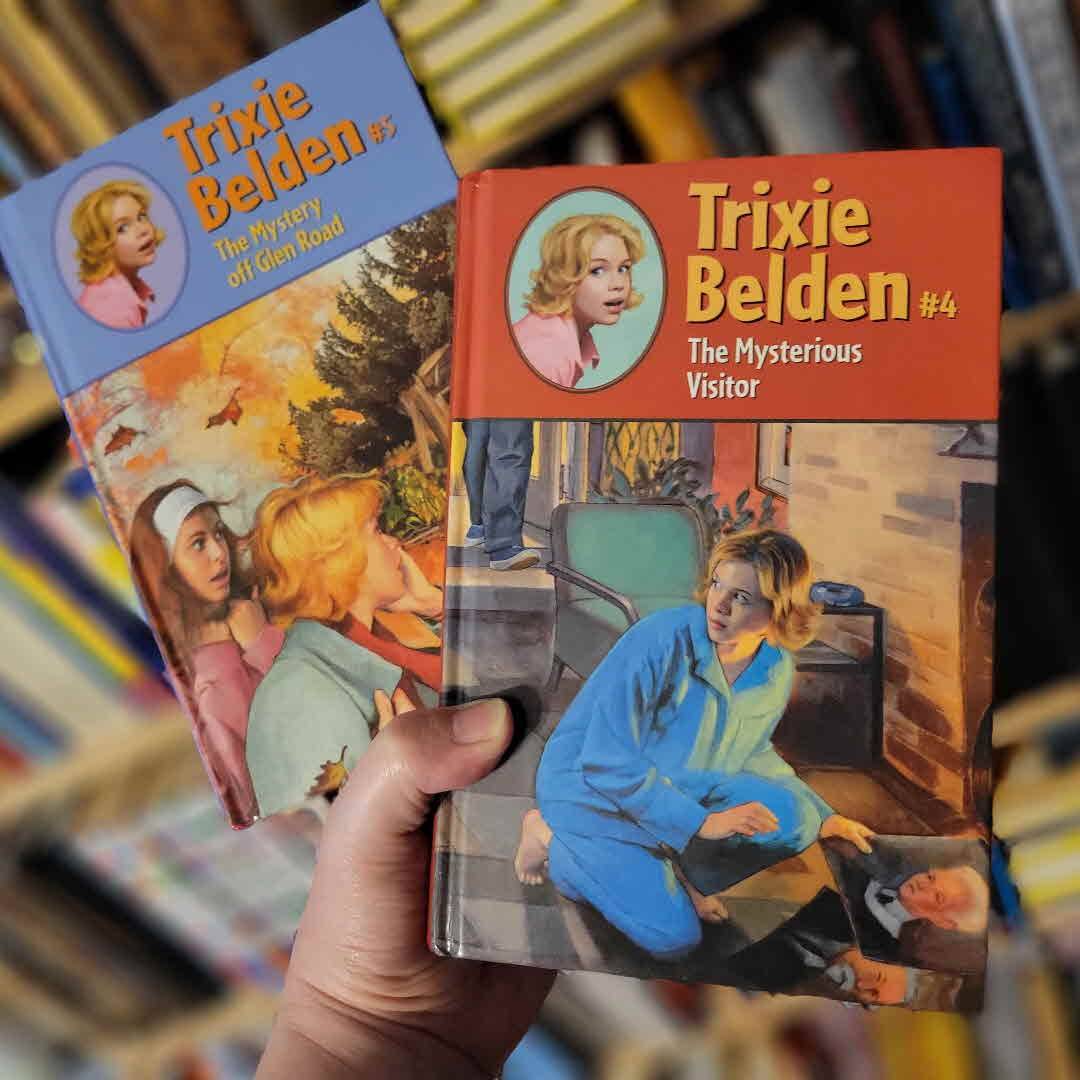 Trixie
Belden #5
The Mystery
off Glen Road
Trixie
Belden #4
The Mysterious
Visitor